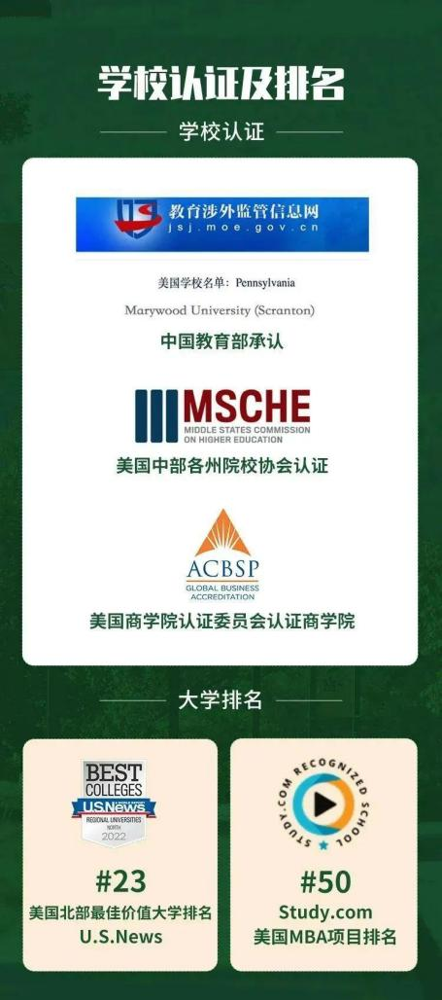 学校认证及排名
学校认证
教育涉外监管信息网
jsj.moe.gov.cn
美国学校名单：Pennsylvania
Marywood University (Scranton)
中国教育部承认
MSCHE
MIDDLE STATES COMMISSION
ON HIGHER EDUCATION
美国中部各州院校协会认证
ACBSP
GLOBAL BUSINESS
ACCREDITATION
美国商学院认证委员会认证商学院
大学排名
BEST
COLLEGES
U.S.News
& WORLD REPORT
REGIONAL UNIVERSITIES
NORTH
2022
#23
美国北部最佳价值大学排名
U.S.News
STUDY.COM RECOGNIZED SCHOOL
#50
Study.com
美国MBA项目排名